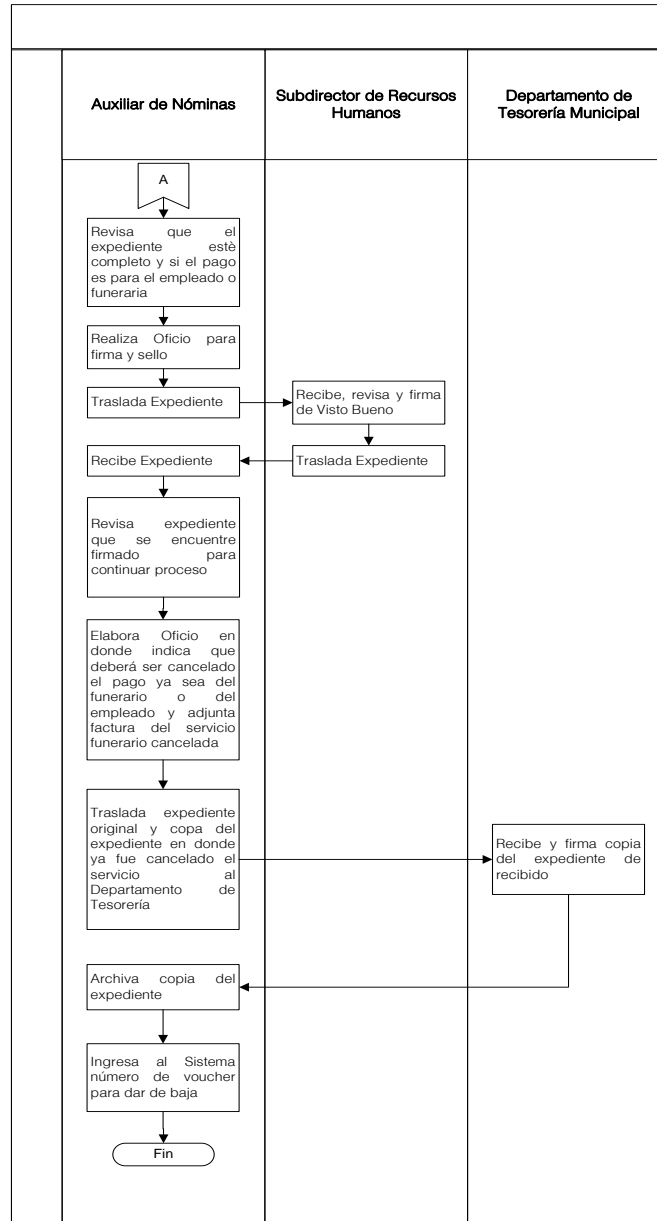 Auxiliar de Nóminas
Subdirector de Recursos
Humanos
Departamento de
Tesorería Municipal
A
Revisa que el
expediente estè
completo y si el pago
es para el empleado o
funeraria
Realiza Oficio para
firma y sello
Traslada Expediente
Recibe, revisa y firma
de Visto Bueno
Traslada Expediente
Recibe Expediente
Revisa expediente
que se encuentre
firmado para
continuar proceso
Elabora Oficio en
donde indica que
deberá ser cancelado
el pago ya sea del
funerario o del
empleado y adjunta
factura del servicio
funerario cancelada
Traslada expediente
original y copa del
expediente en donde
ya fue cancelado el
servicio al
Departamento de
Tesorería
Recibe y firma copia
del expediente de
recibido
Archiva copia del
expediente
Ingresa al Sistema
número de voucher
para dar de baja
Fin